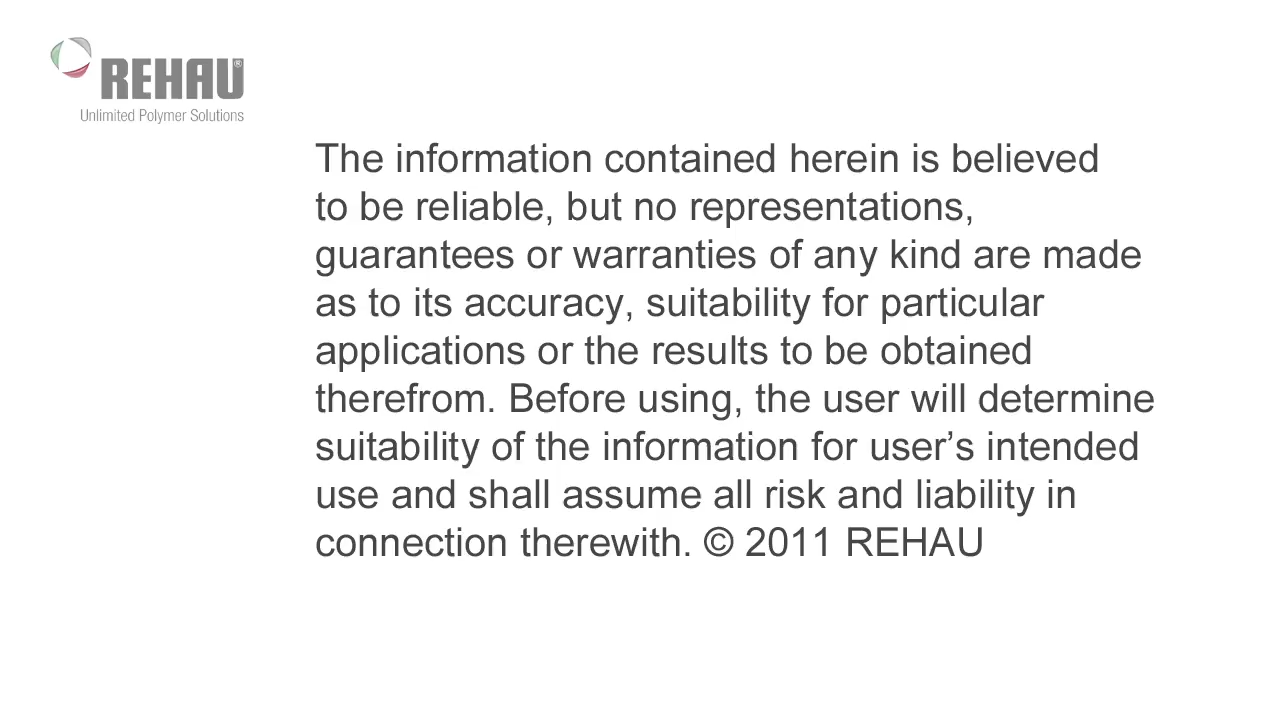 REHAU®
Unlimited Polymer Solutions
The information contained herein is believed
to be reliable, but no representations,
guarantees or warranties of any kind are made
as to its accuracy, suitability for particular
applications or the results to be obtained
therefrom. Before using, the user will determine
suitability of the information for user’s intended
use and shall assume all risk and liability in
connection therewith. © 2011 REHAU